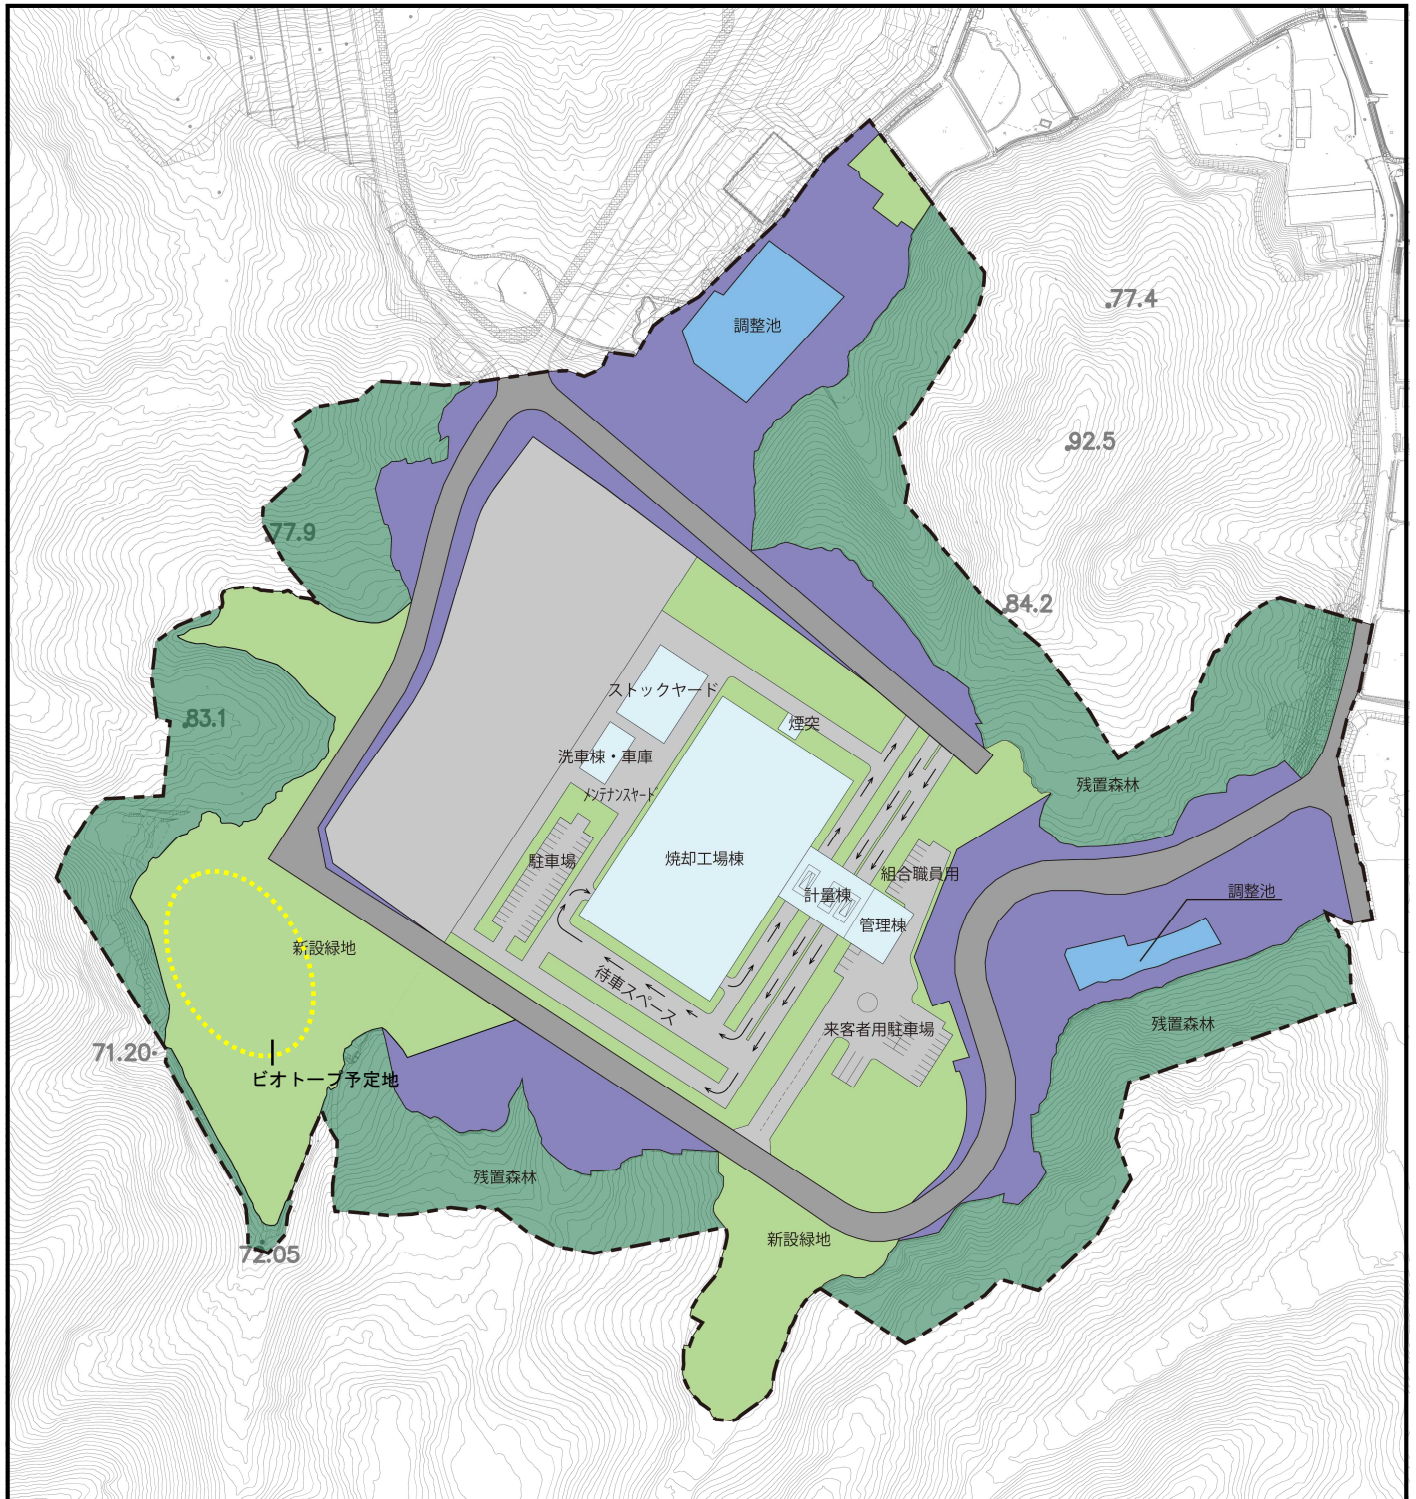 77.4
調整池
92.5
77.9
84.2
ストックヤード
83.1
煙突
洗車棟・車庫
残置森林
メンテナンスヤード
駐車場
焼却工場棟
組合職員用
計量棟
調整池
管理棟
新設緑地
待車スペース
残置森林
来客者用駐車場
71.20
ビオトープ予定地
残置森林
新設緑地
72.05